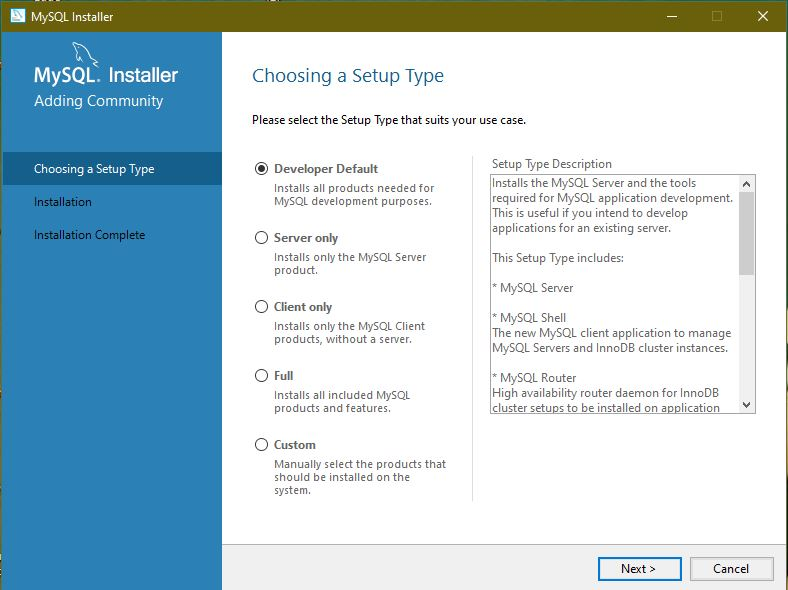 MySQL Installer
MySQL® Installer
Adding Community
Choosing a Setup Type
Installation
Installation Complete
Choosing a Setup Type
Please select the Setup Type that suits your use case.
Developer Default
Installs all products needed for
MySQL development purposes.
Server only
Installs only the MySQL Server
product.
Client only
Installs only the MySQL Client
products, without a server.
Full
Installs all included MySQL
products and features.
Custom
Manually select the products that
should be installed on the
system.
Setup Type Description
Installs the MySQL Server and the tools
required for MySQL application development.
This is useful if you intend to develop
applications for an existing server.
This Setup Type includes:
* MySQL Server
* MySQL Shell
The new MySQL client application to manage
MySQL Servers and InnoDB cluster instances.
* MySQL Router
High availability router daemon for InnoDB
cluster setups to be installed on application
Next >
Cancel